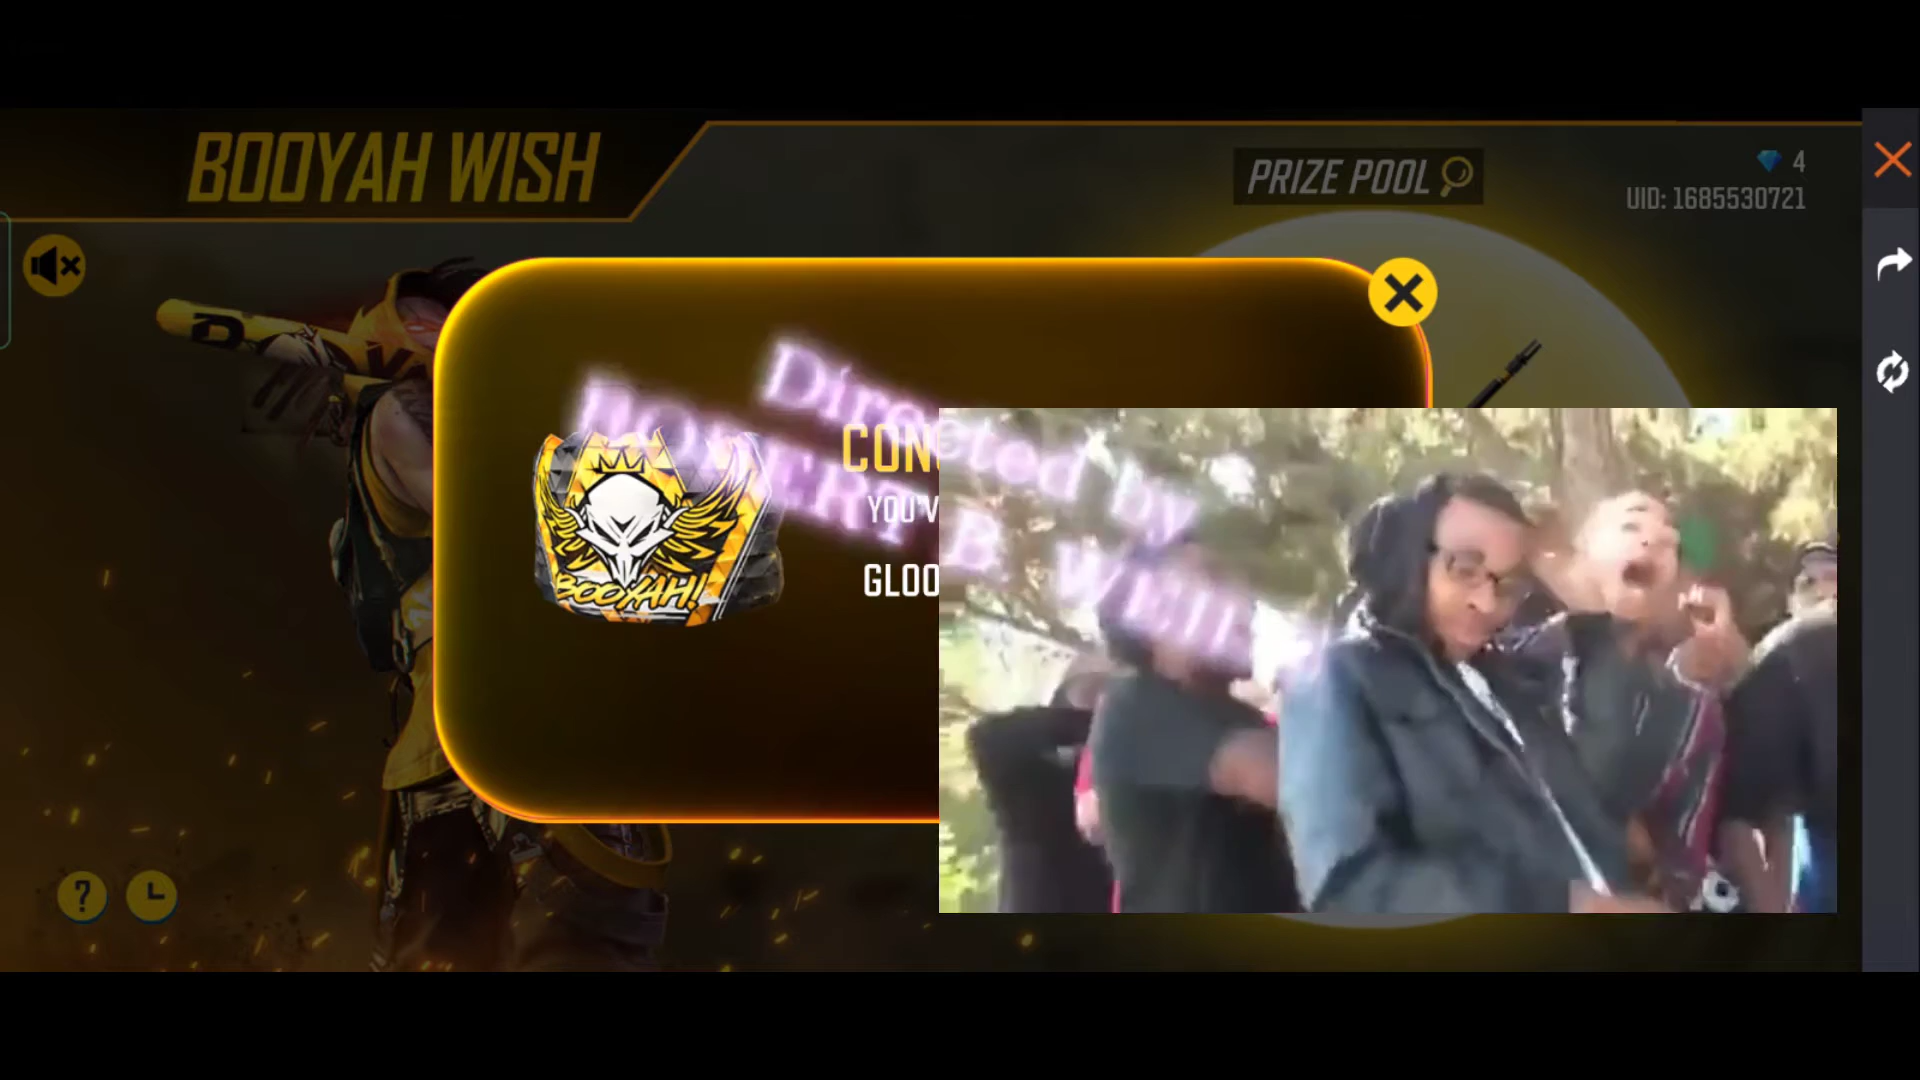 BOOYAH WISH
PRIZE POOL
4
UID: 1685530721
Directed by
ROBERT B. WEIDE
CON
YOU'V
GLOO
BOOYAH!
?